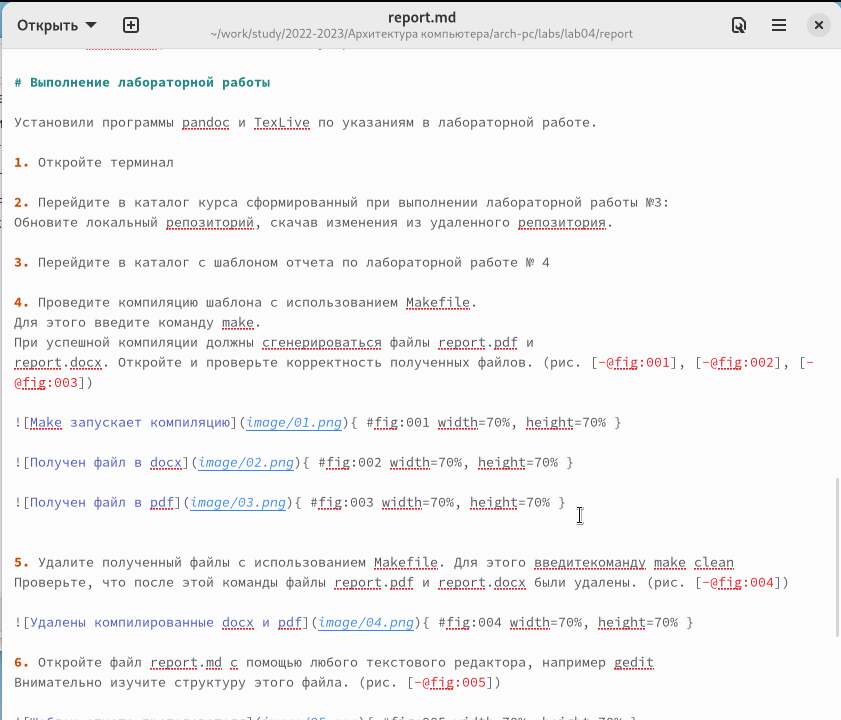 Открыть
report.md
~/work/study/2022-2023/Архитектура компьютера/arch-pc/labs/lab04/report
# Выполнение лабораторной работы
Установили программы pandoc и TexLive по указаниям в лабораторной работе.
1. Откройте терминал
2. Перейдите в каталог курса сформированный при выполнении лабораторной работы №3:
Обновите локальный репозиторий, скачав изменения из удаленного репозитория.
3. Перейдите в каталог с шаблоном отчета по лабораторной работе № 4
4. Проведите компиляцию шаблона с использованием Makefile.
Для этого введите команду make.
При успешной компиляции должны сгенерироваться файлы report.pdf и
report.docx. Откройте и проверьте корректность полученных файлов. (рис. [-@fig:001], [-@fig:002], [-
@fig:003])
![Make запускает компиляцию](image/01.png){ #fig:001 width=70%, height=70% }
![Получен файл в docx](image/02.png){ #fig:002 width=70%, height=70% }
![Получен файл в pdf](image/03.png){ #fig:003 width=70%, height=70% }
5. Удалите полученный файлы с использованием Makefile. Для этого введитекоманду make clean
Проверьте, что после этой команды файлы report.pdf и report.docx были удалены. (рис. [-@fig:004])
![Удалены компилированные docx и pdf](image/04.png){ #fig:004 width=70%, height=70% }
6. Откройте файл report.md с помощью любого текстового редактора, например gedit
Внимательно изучите структуру этого файла. (рис. [-@fig:005])